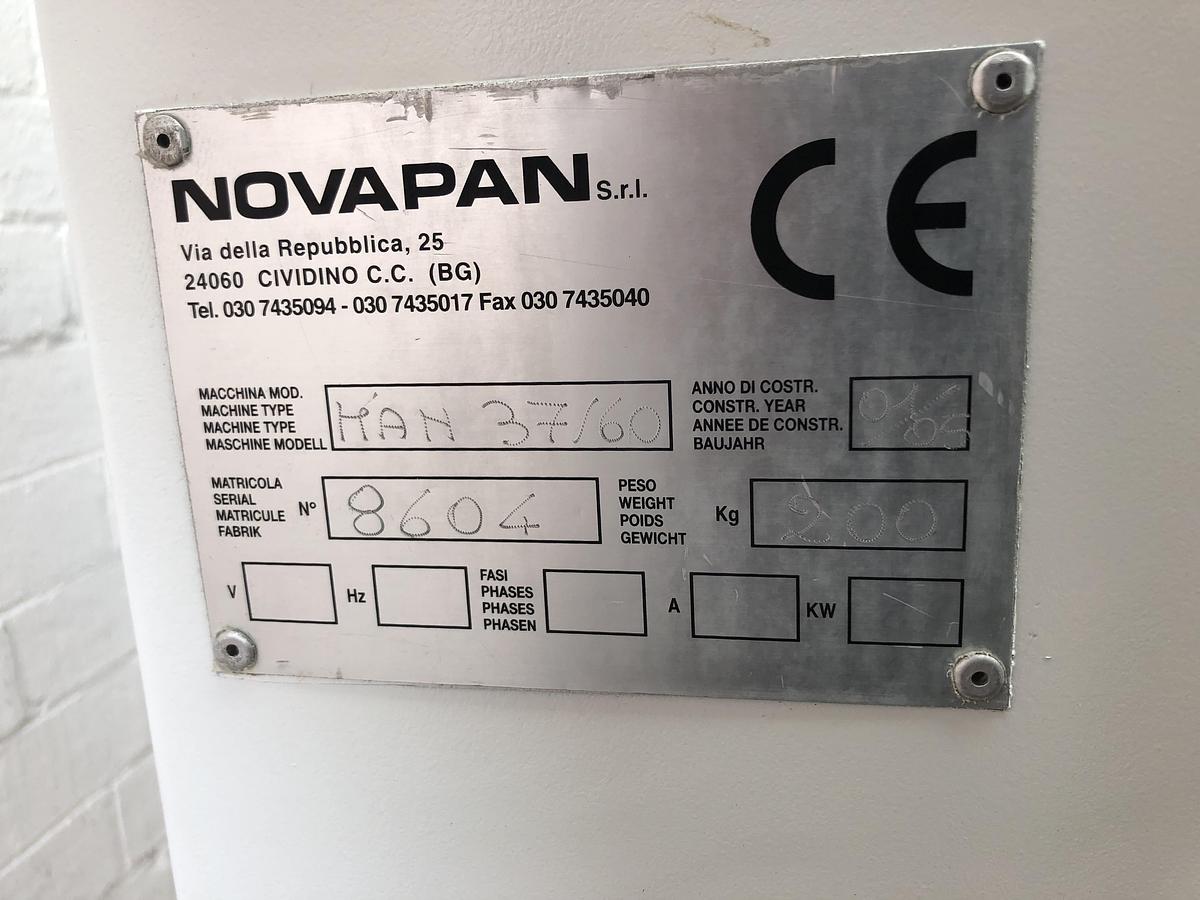 NOVAPAN S.r.l.
CE
Via della Repubblica, 25
24060 CIVIDINO C.C. (BG)
Tel. 030 7435094 - 030 7435017 Fax 030 7435040
MACCHINA MOD.
MACHINE TYPE
MACHINE TYPE
MASCHINE MODELL
MAN 37/60
ANNO DI COSTR.
CONSTR. YEAR
ANNEE DE CONSTR.
BAUJAHR
MATRICOLA
SERIAL
MATRICULE
FABRIK
N° 8604
PESO
WEIGHT
POIDS
GEWICHT
Kg 200
V
Hz
FASI
PHASES
PHASES
PHASEN
A
KW